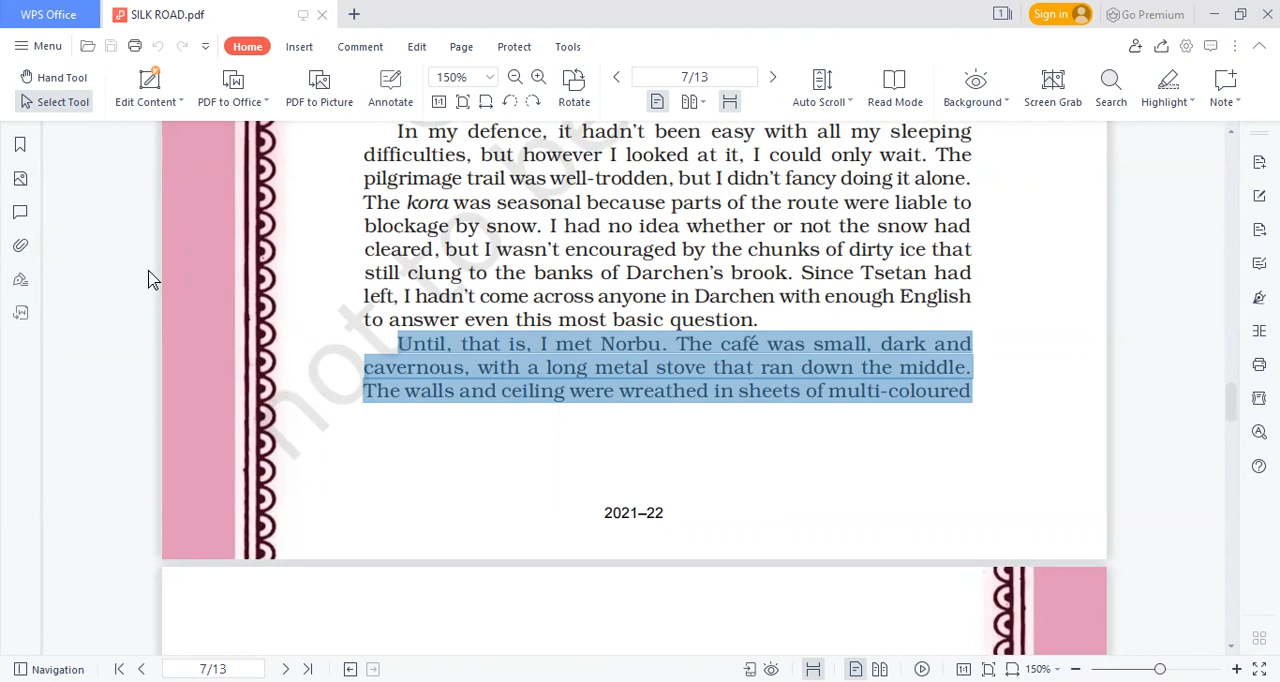 WPS Office
SILK ROAD.pdf
Sign in
Go Premium
Menu
Home
Insert
Comment
Edit
Page
Protect
Tools
Hand Tool
Select Tool
Edit Content
PDF to Office
PDF to Picture
Annotate
150%
Rotate
7/13
Auto Scroll
Read Mode
Background
Screen Grab
Search
Highlight
Note
In my defence, it hadn't been easy with all my sleeping
difficulties, but however I looked at it, I could only wait. The
pilgrimage trail was well-trodden, but I didn't fancy doing it alone.
The kora was seasonal because parts of the route were liable to
blockage by snow. I had no idea whether or not the snow had
cleared, but I wasn't encouraged by the chunks of dirty ice that
still clung to the banks of Darchen's brook. Since Tsetan had
left, I hadn't come across anyone in Darchen with enough English
to answer even this most basic question.
Until, that is, I met Norbu. The café was small, dark and
cavernous, with a long metal stove that ran down the middle.
The walls and ceiling were wreathed in sheets of multi-coloured
not to be
2021–22
Navigation
7/13
150%